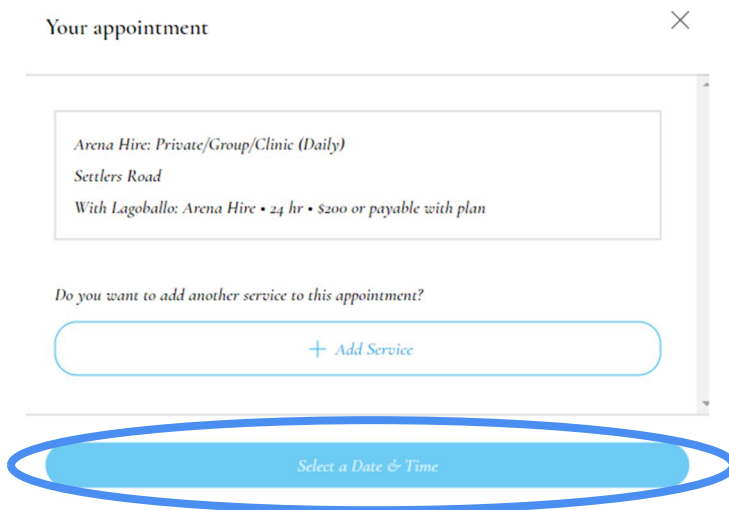 Your appointment
Arena Hire: Private/Group/Clinic (Daily)
Settlers Road
With Lagoballo: Arena Hire • 24 hr • $200 or payable with plan
Do you want to add another service to this appointment?
+ Add Service
Select a Date & Time